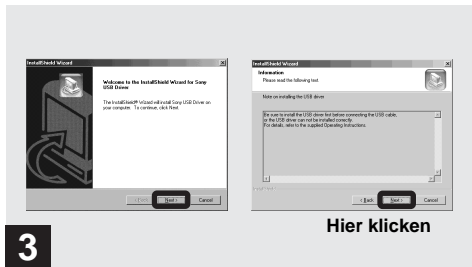 InstallShield Wizard
Welcome to the InstallShield Wizard for Sony
USB Driver
The InstallShield® Wizard will install Sony USB Driver on
your computer. To continue, click Next.
Next >
Cancel
InstallShield Wizard
Information
Please read the following text.
Note on installing the USB driver
Be sure to install the USB driver first before connecting the USB cable,
or the USB driver can not be installed correctly.
For details, refer to the supplied Operating Instructions.
InstallShield
< Back
Next >
Cancel
Hier klicken
3